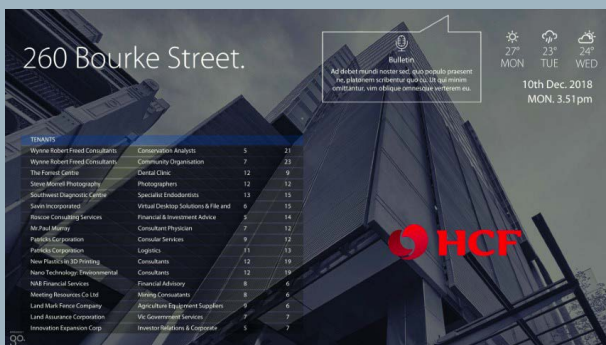 260 Bourke Street.
Bulletin
Ad debet mundi noster sed, quo populo praesent
ne, platonem scribentur quo cu. Ut qui minim
omittantur, vim oblique omnesque verterem eu.
27° 23° 24°
MON TUE WED
10th Dec. 2018
MON. 3.51pm
TENANTS
Wynne Robert Freed Consultants Conservation Analysts 5 21
Wynne Robert Freed Consultants Community Organisation 7 23
The Forrest Centre Dental Clinic 12 9
Steve Morrell Photography Photographers 12 12
Southwest Diagnostic Centre Specialist Endodontists 13 15
Savin Incorporated Virtual Desktop Solutions & File and 6 15
Roscoe Consulting Services Financial & Investment Advice 5 14
Mr.Paul Murray Consultant Physician 7 12
Patricks Corporation Consular Services 9 12
Patricks Corporation Logistics 11 13
New Plastics in 3D Printing Consultants 12 19
Nano Technology: Environmental Consultants 12 19
NAB Financial Services Financial Advisory 8 6
Meeting Resources Co Ltd Mining Consuatants 8 6
Land Mark Fence Company Agriculture Equipment Suppliers 9 6
Land Assurance Corporation Vic Government Services 7 7
Innovation Expansion Corp Investor Relations & Corporate 5 7
HCF
go.